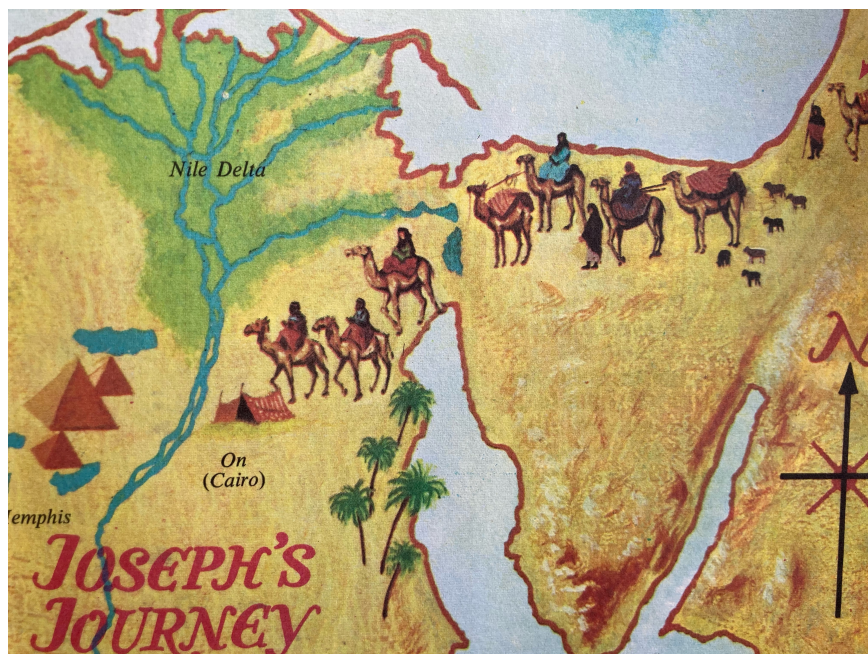 Nile Delta
N
On
(Cairo)
emphis
JOSEPH'S
JOURNEY